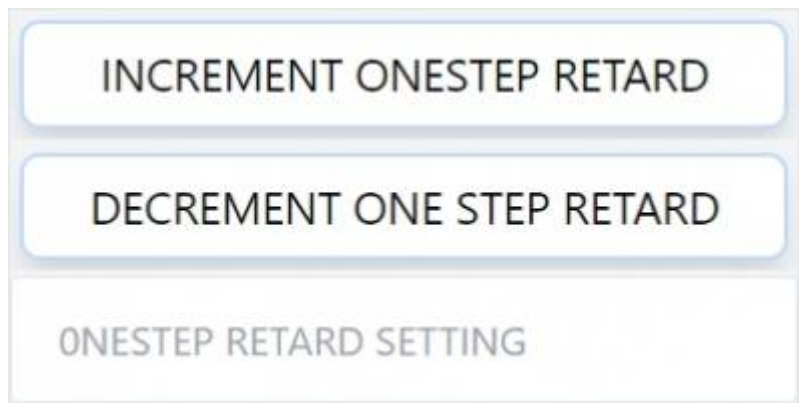 INCREMENT ONESTEP RETARD
DECREMENT ONE STEP RETARD
0NESTEP RETARD SETTING